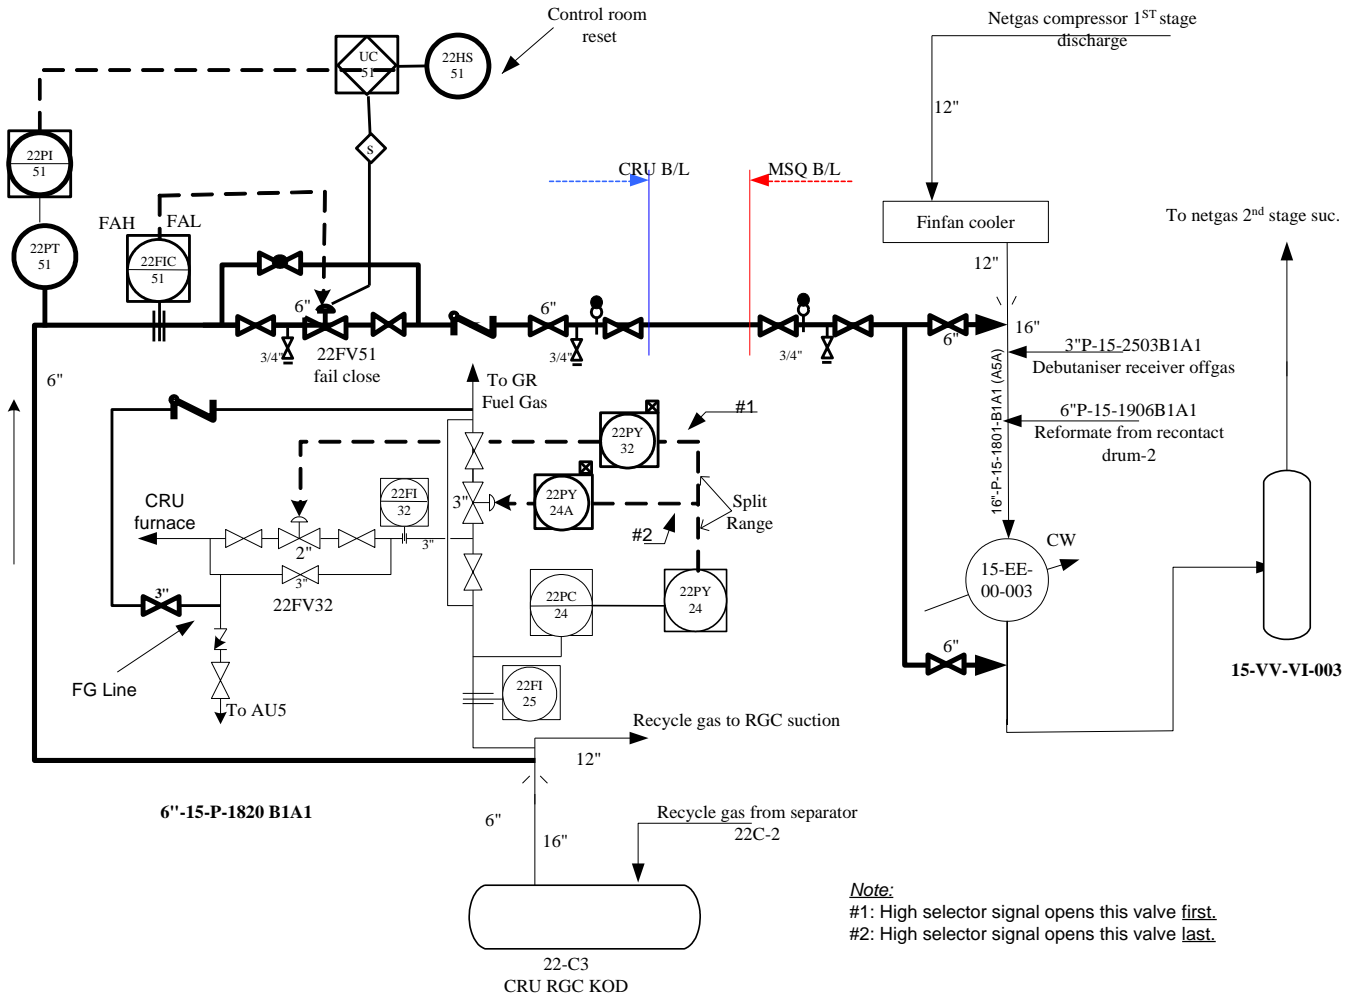 Control room
reset
Netgas compressor 1ST stage
discharge
UC
51
22HS
51
12"
S
22PI
51
CRU B/L
MSQ B/L
FAH
FAL
Finfan cooler
To netgas 2nd stage suc.
22PT
51
22FIC
51
12"
6"
6"
16"
6"
3/4"
22FV51
fail close
3/4"
3/4"
3"P-15-2503B1A1
Debutaniser receiver offgas
6"
To GR
Fuel Gas
#1
16"-P-15-1801-B1A1 (A5A)
6"P-15-1906B1A1
Reformate from recontact
drum-2
22PY
32
22FI
32
3"
22PY
24A
Split
Range
CRU
furnace
#2
2"
3"
CW
15-EE-
00-003
3"
22FV32
3"
22PC
24
22PY
24
6"
FG Line
22FI
25
15-VV-VI-003
To AU5
Recycle gas to RGC suction
12"
6"-15-P-1820 B1A1
6"
16"
Recycle gas from separator
22C-2
Note:
#1: High selector signal opens this valve first.
#2: High selector signal opens this valve last.
22-C3
CRU RGC KOD